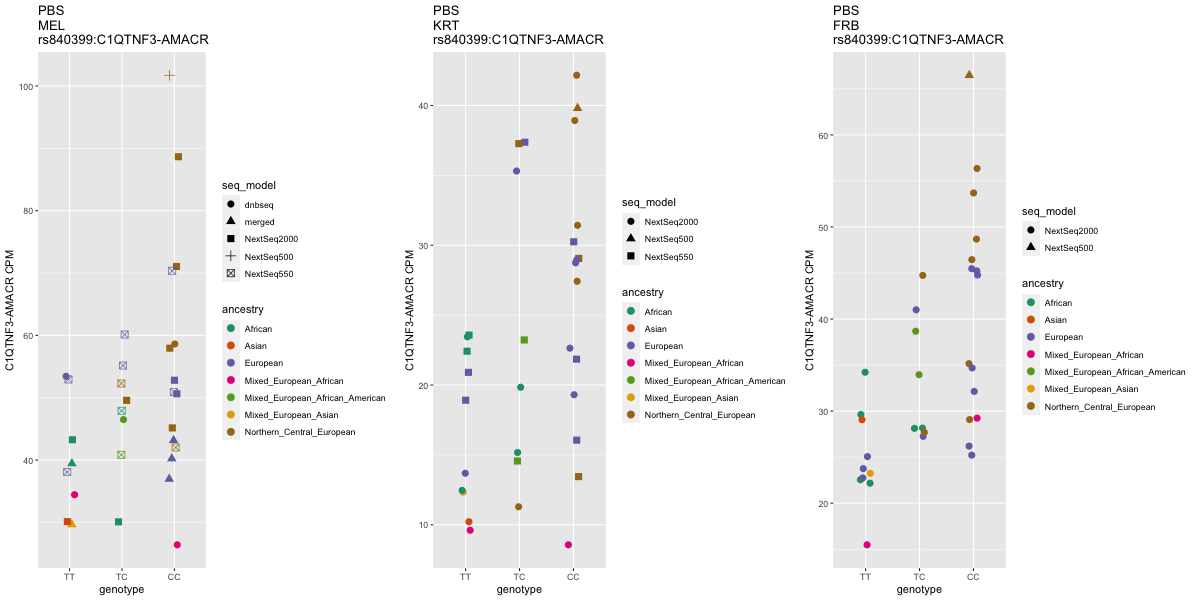 PBS
MEL
rs840399:C1QTNF3-AMACR
C1QTNF3-AMACR CPM
100
80
60
40
TT
TC
CC
genotype
seq_model
dnbseq
merged
NextSeq2000
NextSeq500
NextSeq550
ancestry
African
Asian
European
Mixed_European_African
Mixed_European_African_American
Mixed_European_Asian
Northern_Central_European
PBS
KRT
rs840399:C1QTNF3-AMACR
C1QTNF3-AMACR CPM
40
30
20
10
TT
TC
CC
genotype
seq_model
NextSeq2000
NextSeq500
NextSeq550
ancestry
African
Asian
European
Mixed_European_African
Mixed_European_African_American
Mixed_European_Asian
Northern_Central_European
PBS
FRB
rs840399:C1QTNF3-AMACR
C1QTNF3-AMACR CPM
60
50
40
30
20
TT
TC
CC
genotype
seq_model
NextSeq2000
NextSeq500
ancestry
African
Asian
European
Mixed_European_African
Mixed_European_African_American
Mixed_European_Asian
Northern_Central_European